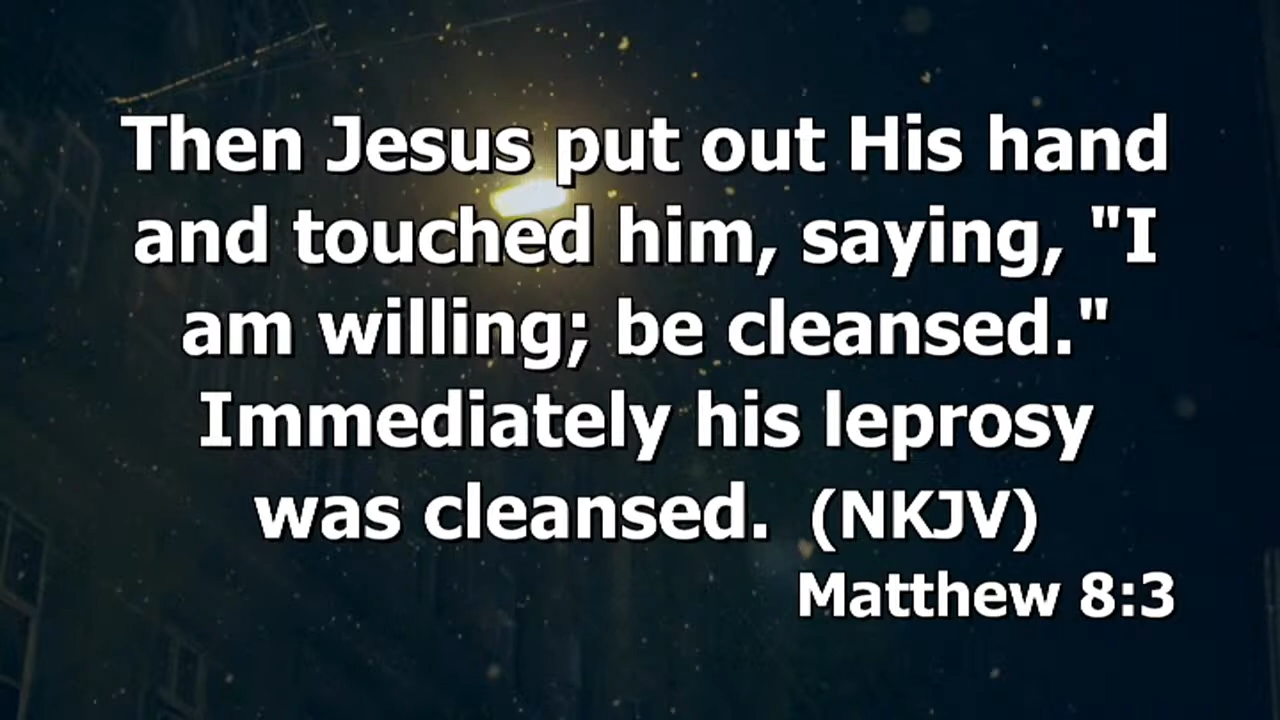 Then Jesus put out His hand
and touched him, saying, "I
am willing; be cleansed."
Immediately his leprosy
was cleansed. (NKJV)
Matthew 8:3